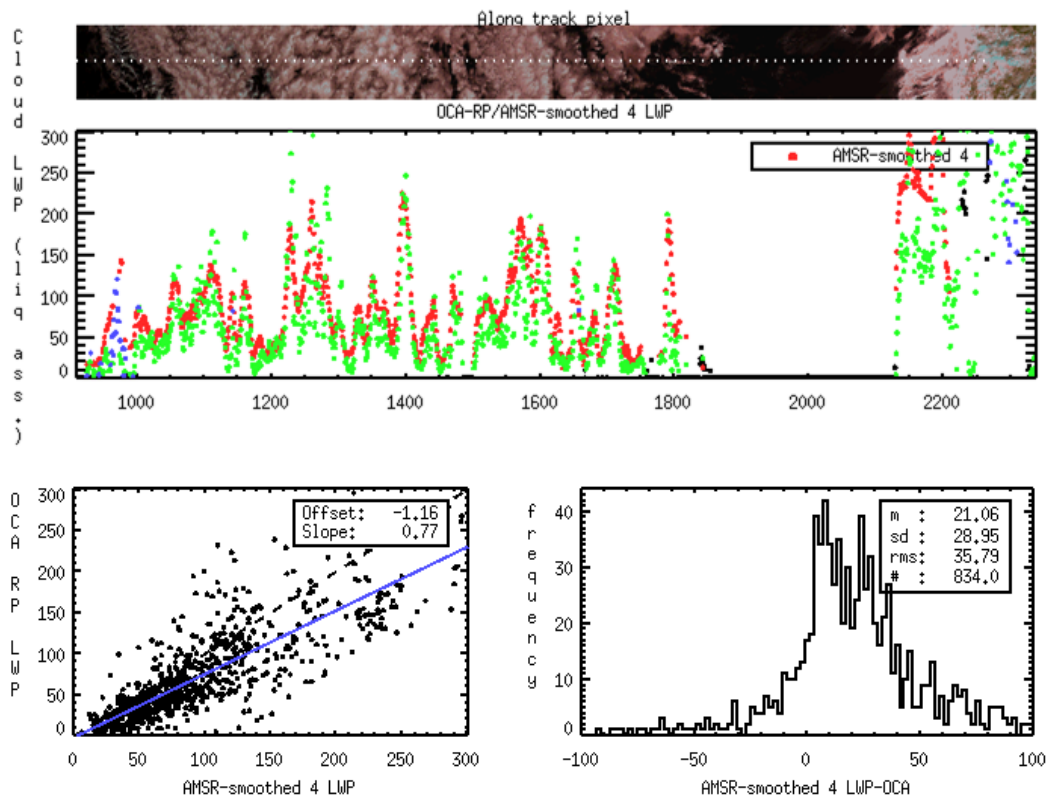 Along track pixel
OCA-RP/AMSR-smoothed 4 LWP
Cloud LWP (liq ass.)
300
250
200
150
100
50
0
AMSR-smoothed 4
1000 1200 1400 1600 1800 2000 2200
OCA RP LWP
300
250
200
150
100
50
0
Offset: -1.16
Slope: 0.77
0 50 100 150 200 250 300
AMSR-smoothed 4 LWP
frequency
40
30
20
10
0
m : 21.06
sd : 28.95
rms: 35.79
# : 834.0
-100 -50 0 50 100
AMSR-smoothed 4 LWP-OCA